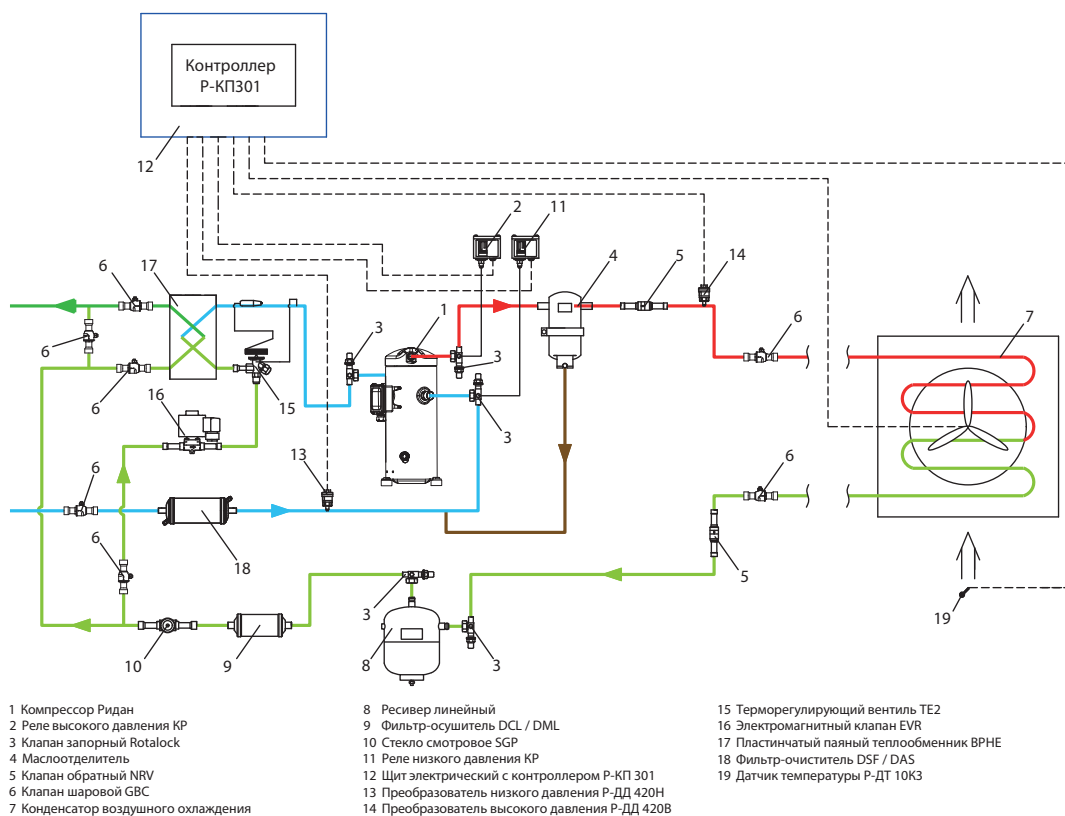 Контроллер
Р-КП301
12
2
11
6
17
4
5
14
3
1
6
7
6
3
6
15
16
3
13
6
6
5
18
6
3
19
10
9
8
3
1 Компрессор Ридан
2 Реле высокого давления КР
3 Клапан запорный Rotalock
4 Маслоотделитель
5 Клапан обратный NRV
6 Клапан шаровой GBC
7 Конденсатор воздушного охлаждения
8 Ресивер линейный
9 Фильтр-осушитель DCL / DML
10 Стекло смотровое SGP
11 Реле низкого давления КР
12 Щит электрический с контроллером Р-КП 301
13 Преобразователь низкого давления Р-ДД 420Н
14 Преобразователь высокого давления Р-ДД 420В
15 Терморегулирующий вентиль TE2
16 Электромагнитный клапан EVR
17 Пластинчатый паяный теплообменник BPHE
18 Фильтр-очиститель DSF / DAS
19 Датчик температуры Р-ДТ 10К3